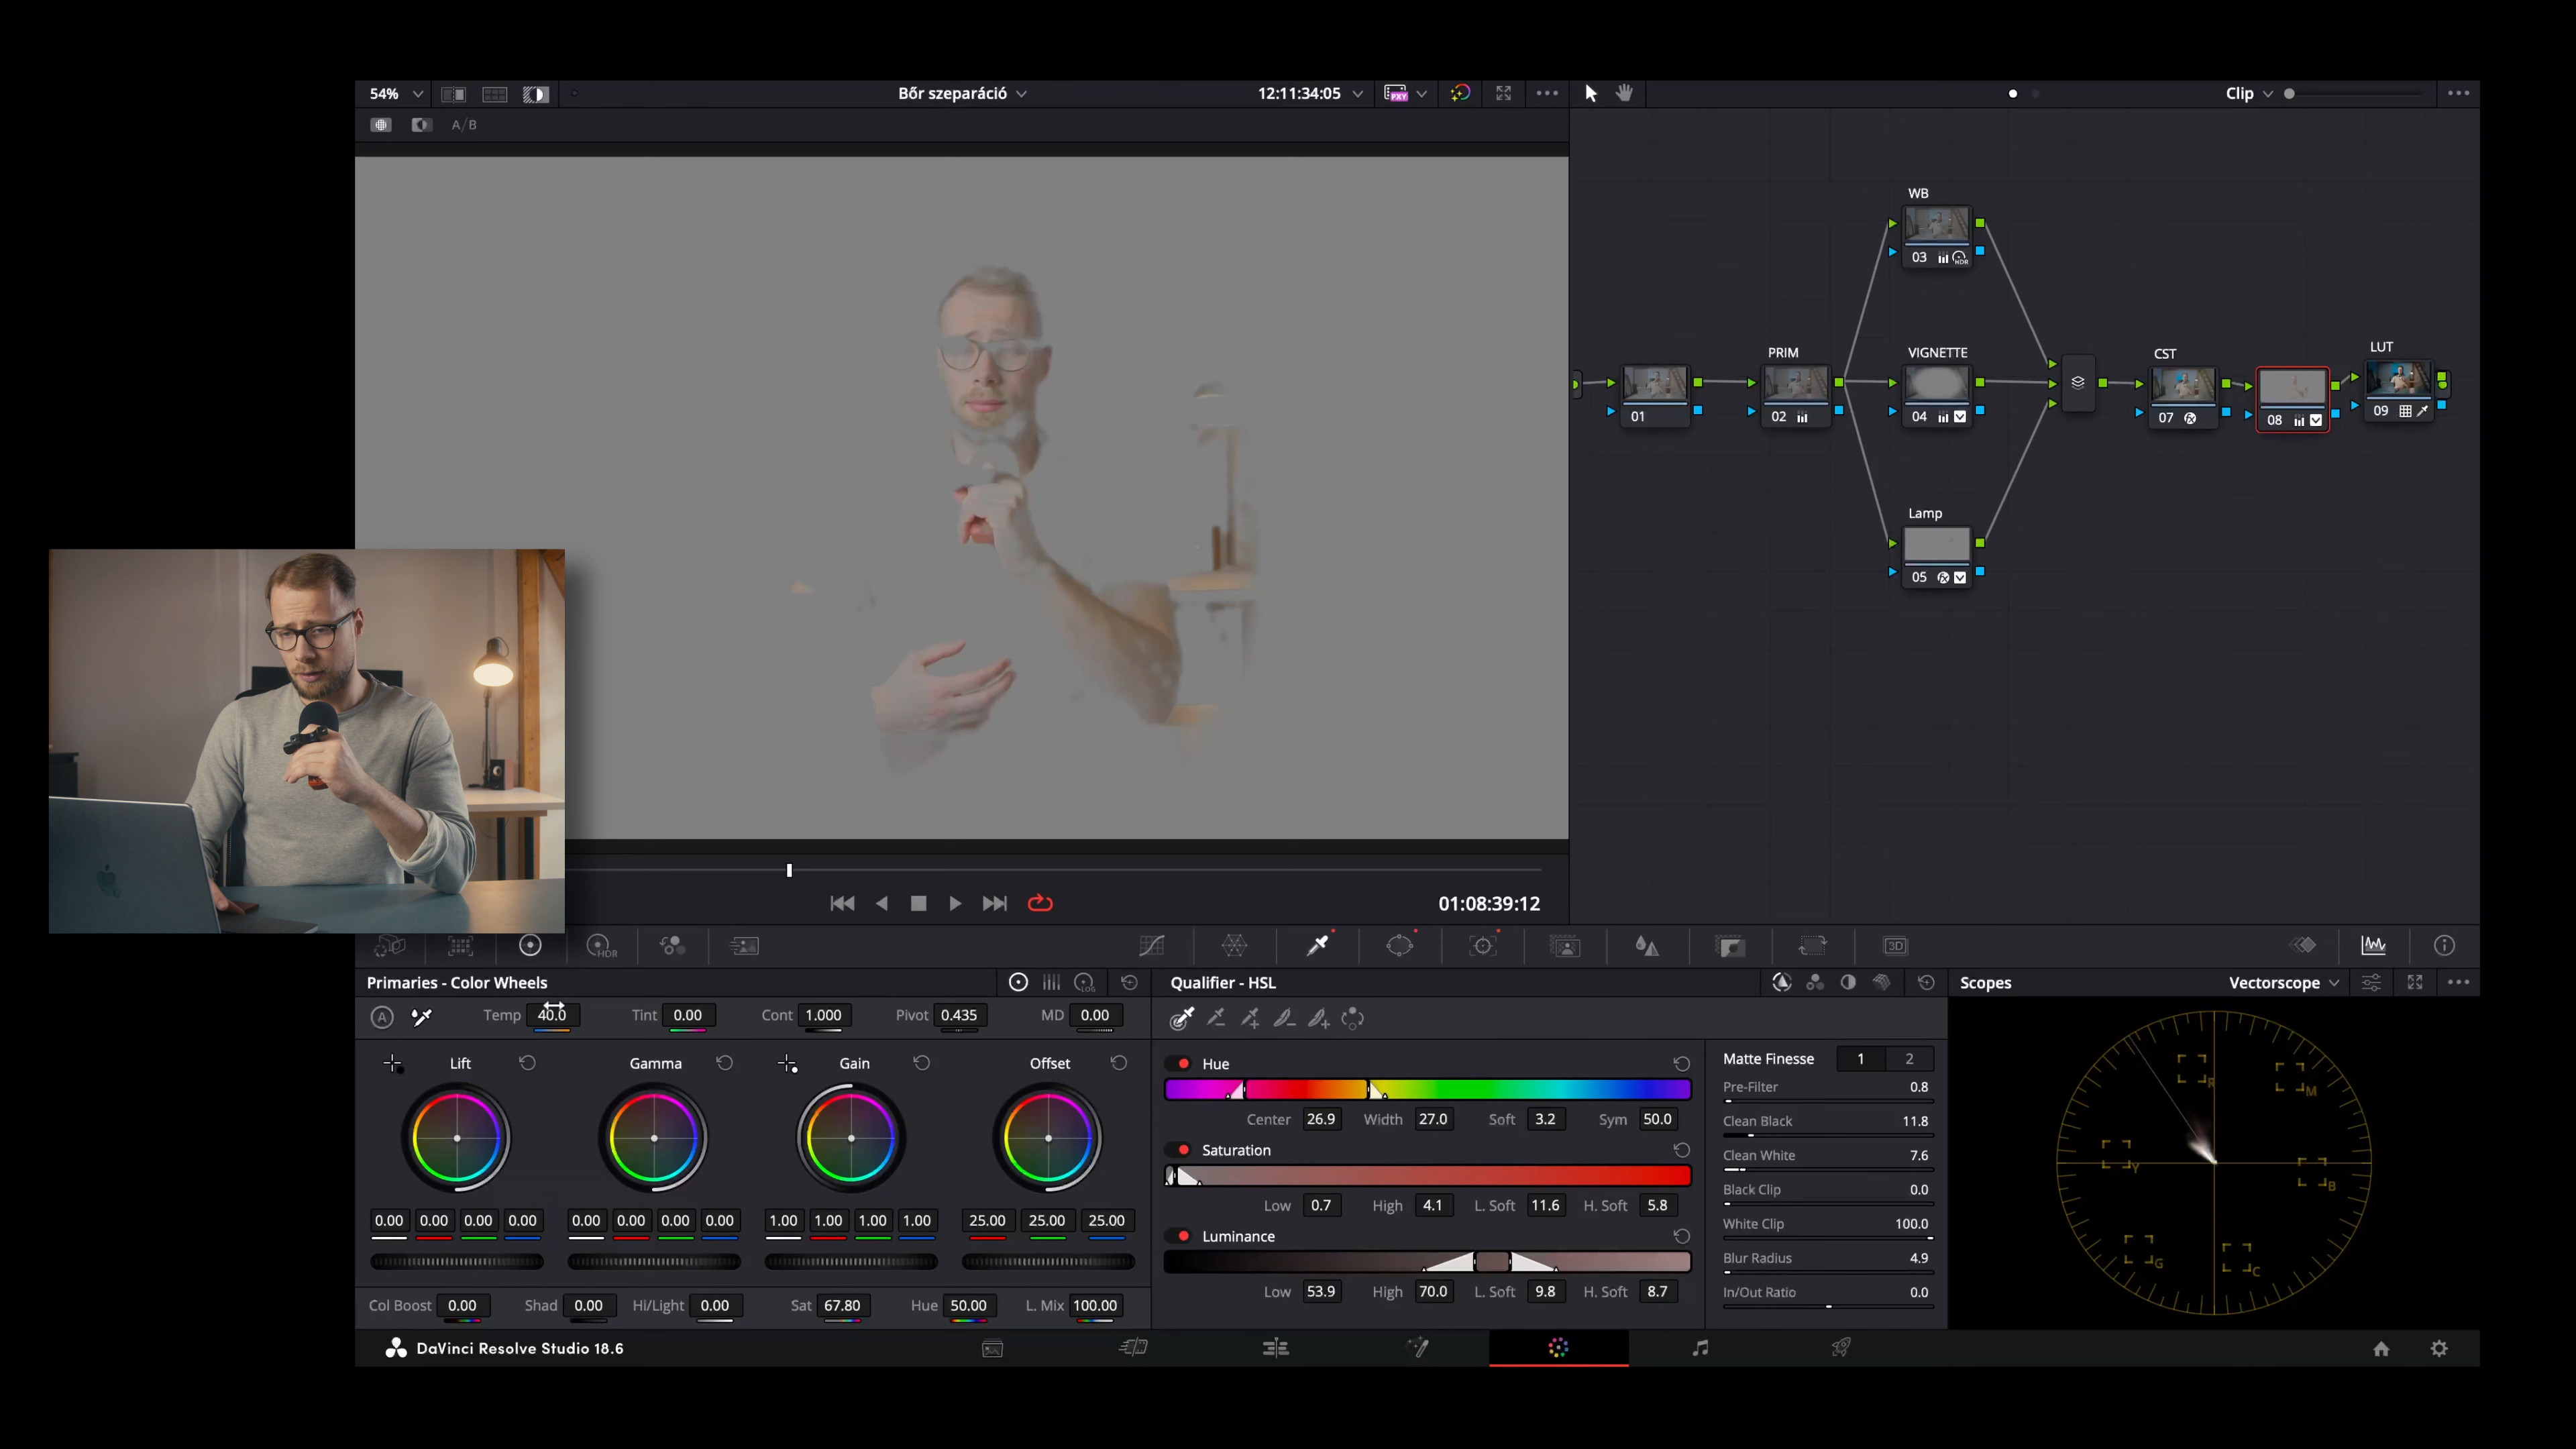 54%
Bőr szeparáció
12:11:34:05
PXY
Clip
A/B
WB
03
HDR
PRIM
VIGNETTE
CST
LUT
01
02
04
07
08
09
Lamp
05
01:08:39:12
HDR
3D
Primaries - Color Wheels
LOG
Qualifier - HSL
Scopes
Vectorscope
A
Temp 40.0 Tint 0.00 Cont 1.000 Pivot 0.435 MD 0.00
Lift Gamma Gain Offset
0.00 0.00 0.00 0.00 0.00 0.00 0.00 0.00 1.00 1.00 1.00 1.00 25.00 25.00 25.00
Col Boost 0.00 Shad 0.00 Hi/Light 0.00 Sat 67.80 Hue 50.00 L. Mix 100.00
Hue
Center 26.9 Width 27.0 Soft 3.2 Sym 50.0
Saturation
Low 0.7 High 4.1 L. Soft 11.6 H. Soft 5.8
Luminance
Low 53.9 High 70.0 L. Soft 9.8 H. Soft 8.7
Matte Finesse 1 2
Pre-Filter 0.8
Clean Black 11.8
Clean White 7.6
Black Clip 0.0
White Clip 100.0
Blur Radius 4.9
In/Out Ratio 0.0
R
M
Y
B
G
C
DaVinci Resolve Studio 18.6